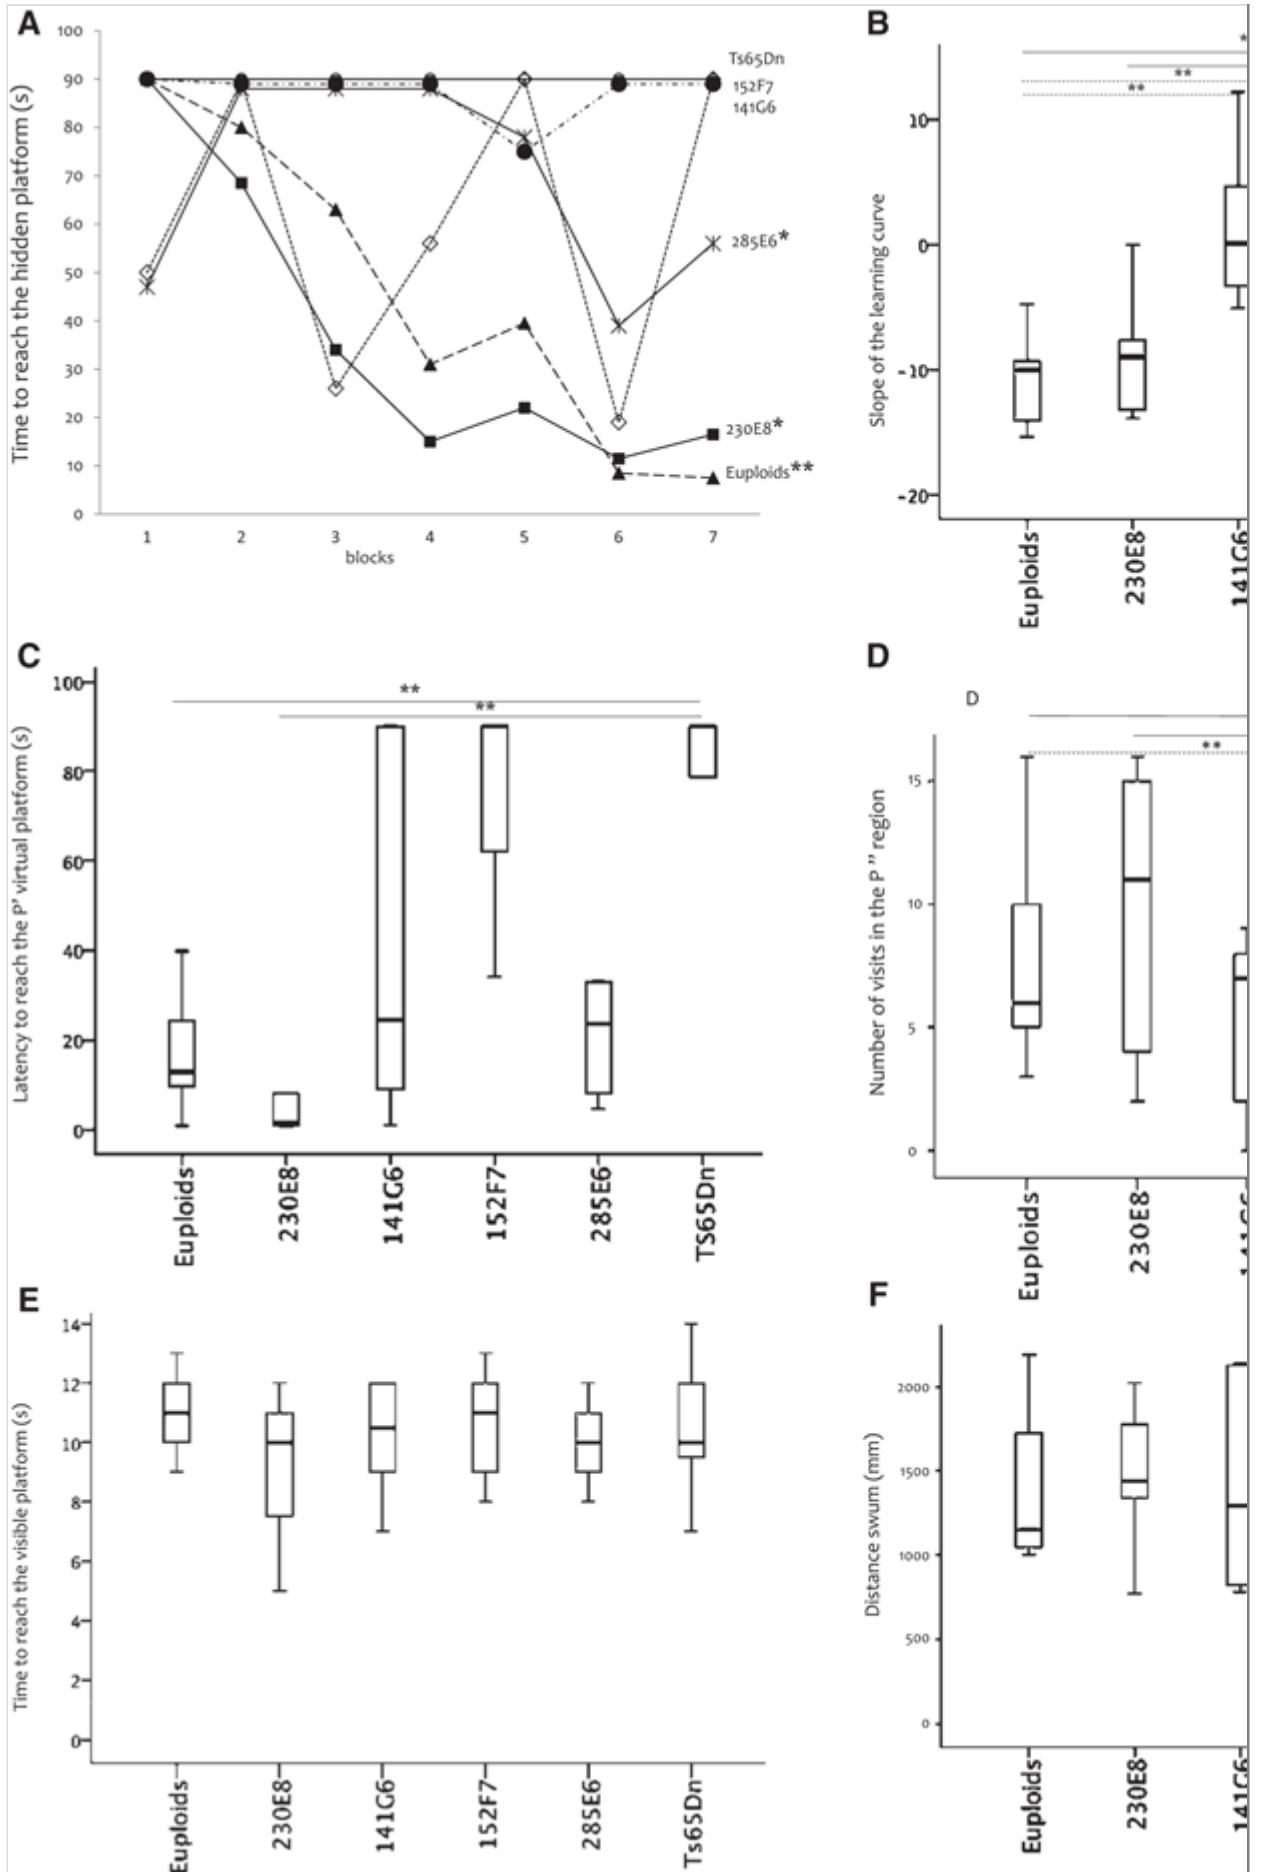 A
Time to reach the hidden platform (s)
100
90
80
70
60
50
40
30
20
10
0
1 2 3 4 5 6 7
blocks
Ts65Dn
152F7
141G6
285E6*
230E8*
Euploids**
B
Slope of the learning curve
*
**
**
10
0
-10
-20
Euploids
230E8
141G6
C
Latency to reach the P' virtual platform (s)
**
**
100
80
60
40
20
0
Euploids
230E8
141G6
152F7
285E6
TS65Dn
D
D
Number of visits in the P '' region
**
15
10
5
0
Euploids
230E8
E
Time to reach the visible platform (s)
14
12
10
8
6
4
2
0
Euploids
230E8
141G6
152F7
285E6
Ts65Dn
F
Distance swum (mm)
2000
1500
1000
500
0
Euploids
230E8
141G6